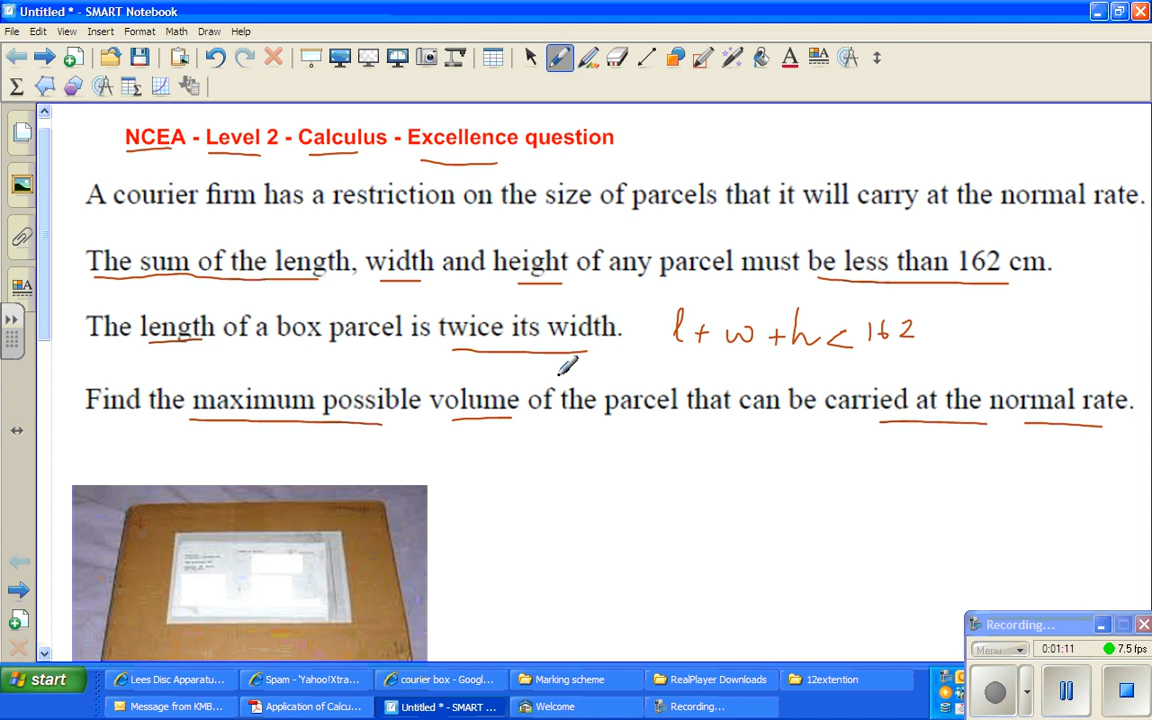 Untitled * - SMART Notebook
File Edit View Insert Format Math Draw Help
NCEA - Level 2 - Calculus - Excellence question
A courier firm has a restriction on the size of parcels that it will carry at the normal rate.
The sum of the length, width and height of any parcel must be less than 162 cm.
The length of a box parcel is twice its width.
l + w + h < 162
Find the maximum possible volume of the parcel that can be carried at the normal rate.
Recording...
Menu 0:01:11 7.5 fps
start Lees Disc Apparatu... Spam - 'Yahoo!Xtra... courier box - Googl... Marking scheme RealPlayer Downloads 12extention
Message from KMB... Application of Calcu... Untitled * - SMART ... Welcome Recording...